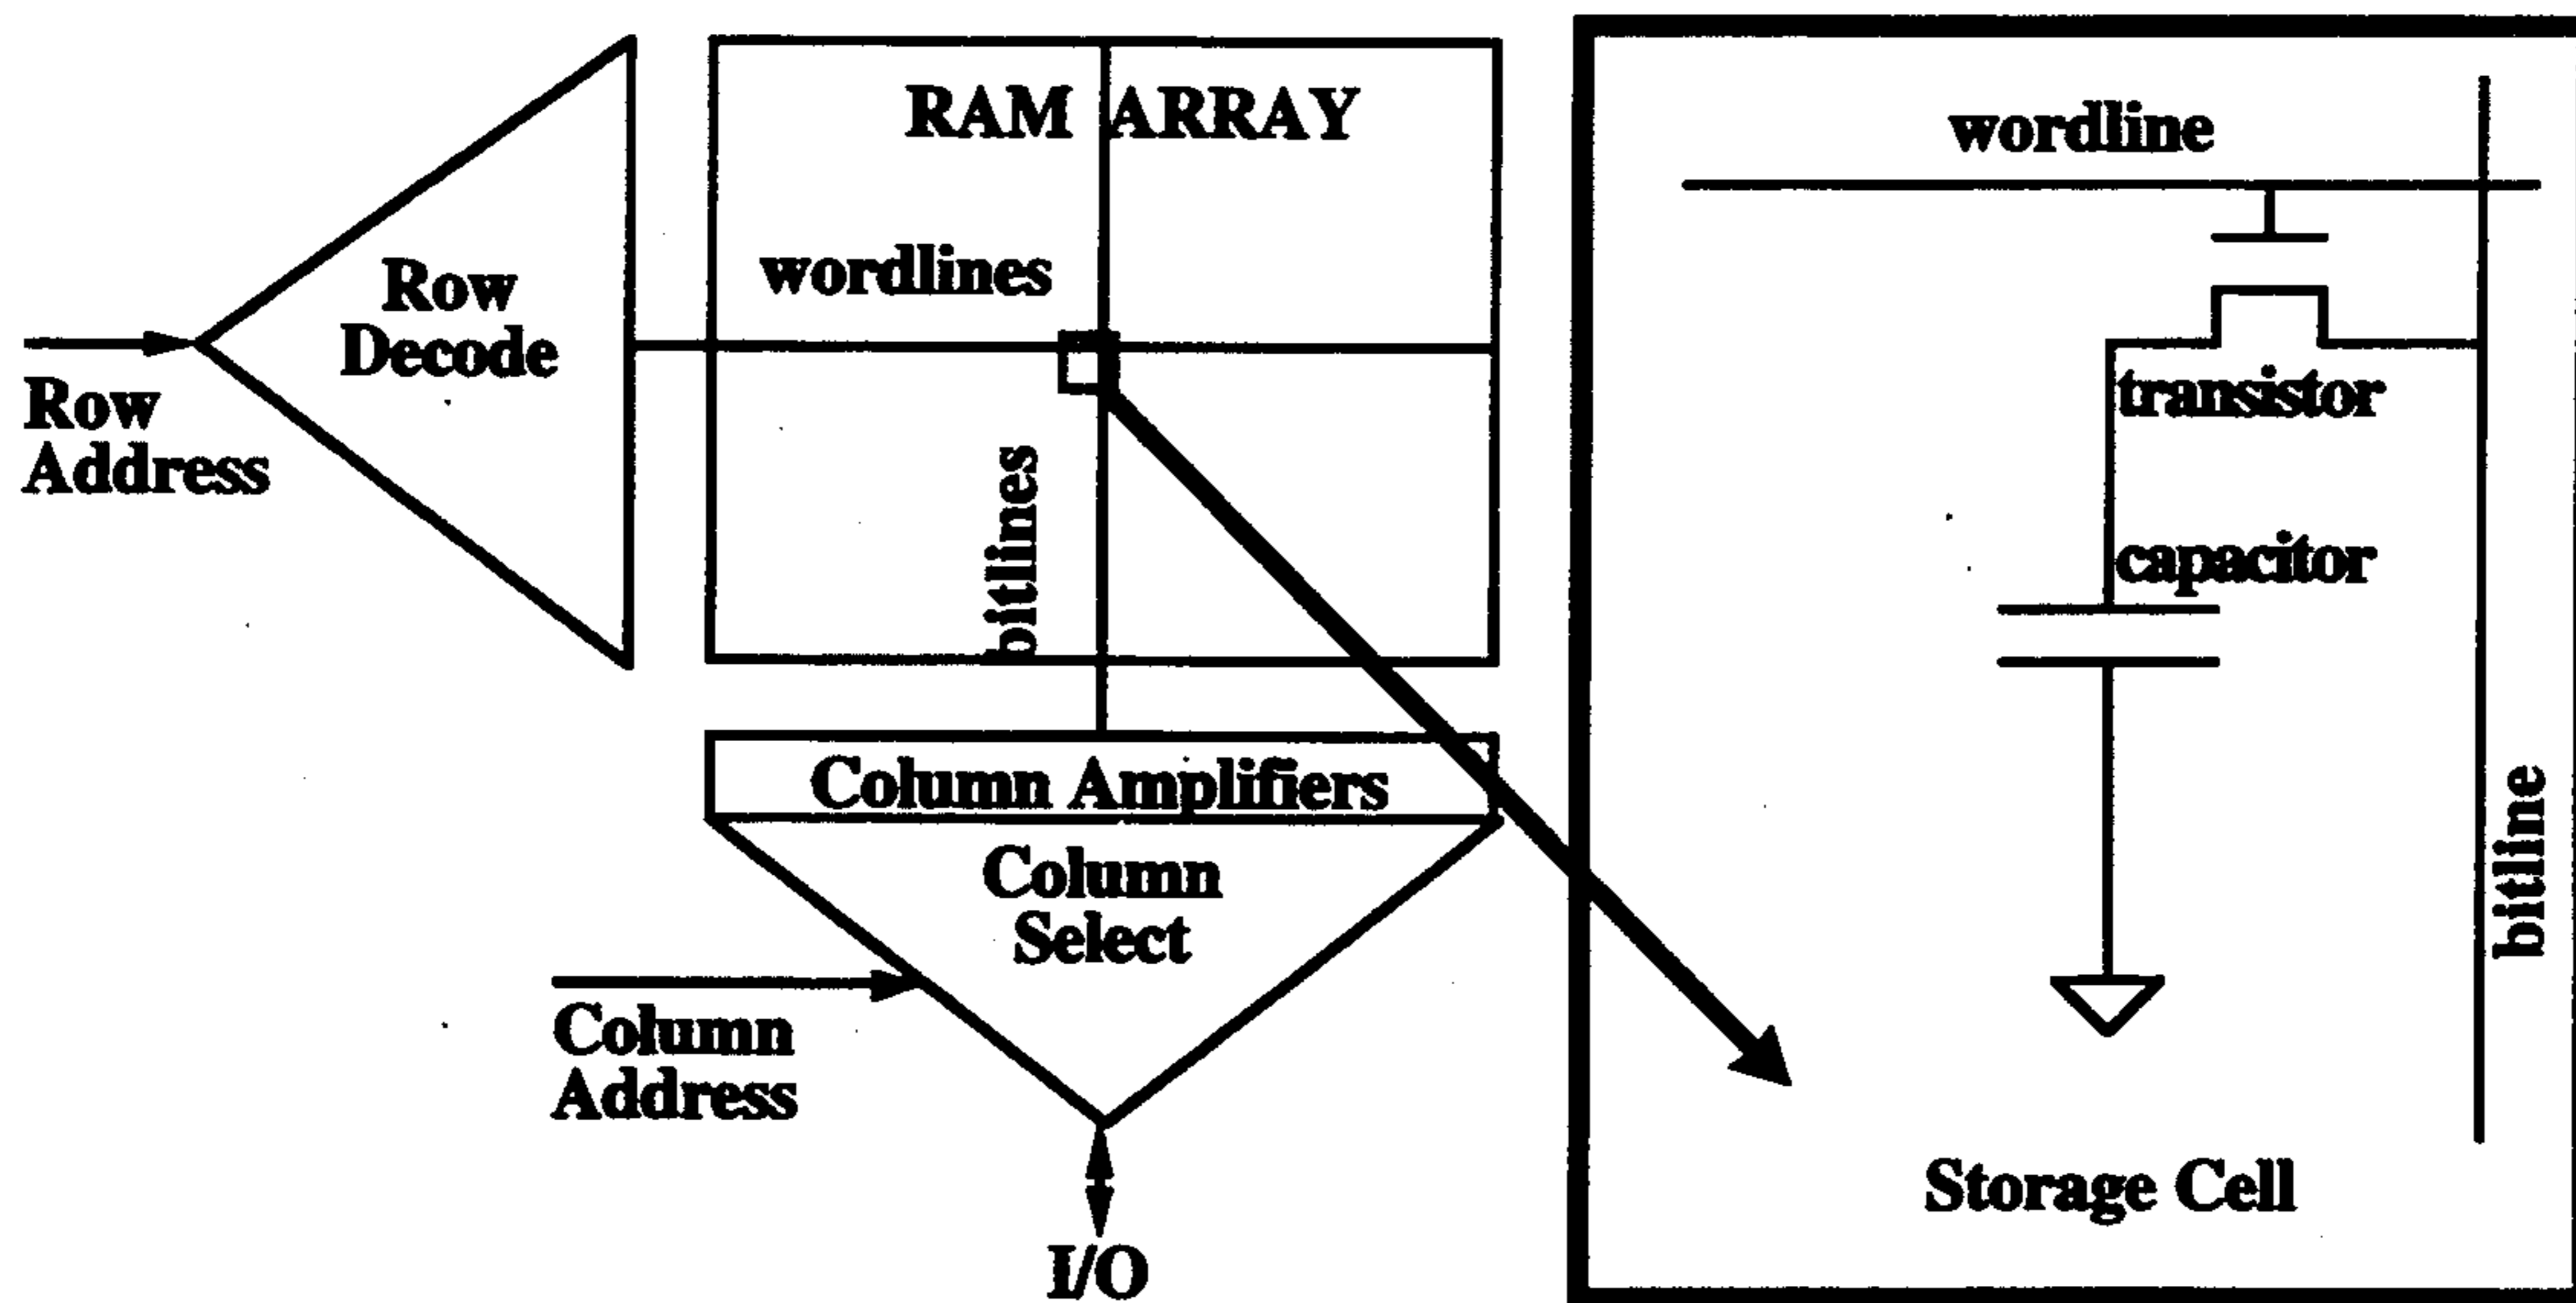 RAM ARRAY
wordlines
Row
Decode
Row
Address
bitlines
Column Amplifiers
Column
Select
Column
Address
I/O
wordline
transistor
capacitor
bitline
Storage Cell